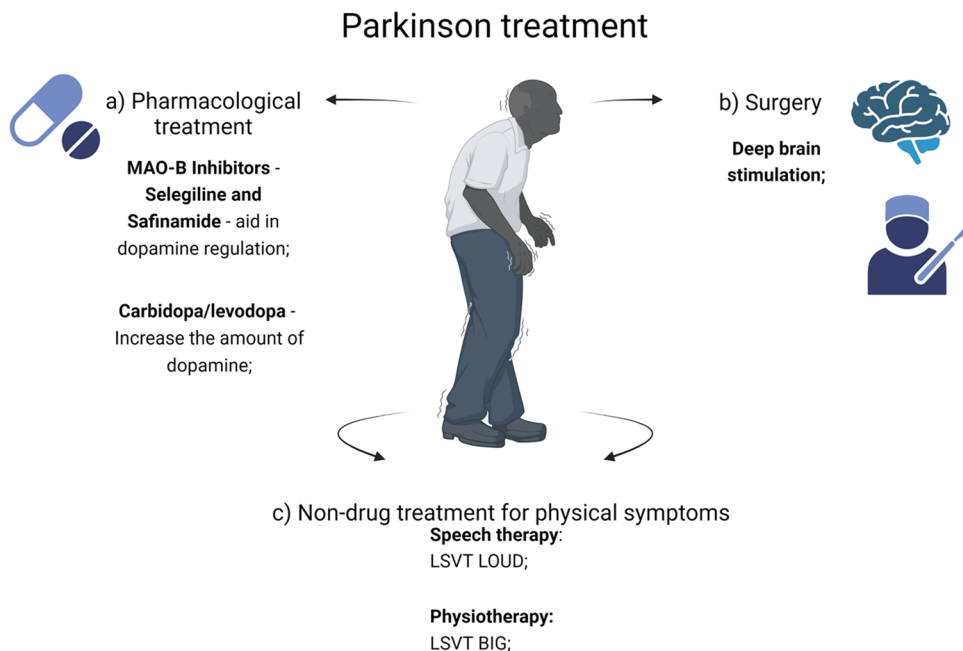 Parkinson treatment
a) Pharmacological
treatment
MAO-B Inhibitors -
Selegiline and
Safinamide - aid in
dopamine regulation;
Carbidopa/levodopa -
Increase the amount of
dopamine;
b) Surgery
Deep brain
stimulation;
c) Non-drug treatment for physical symptoms
Speech therapy:
LSVT LOUD;
Physiotherapy:
LSVT BIG;